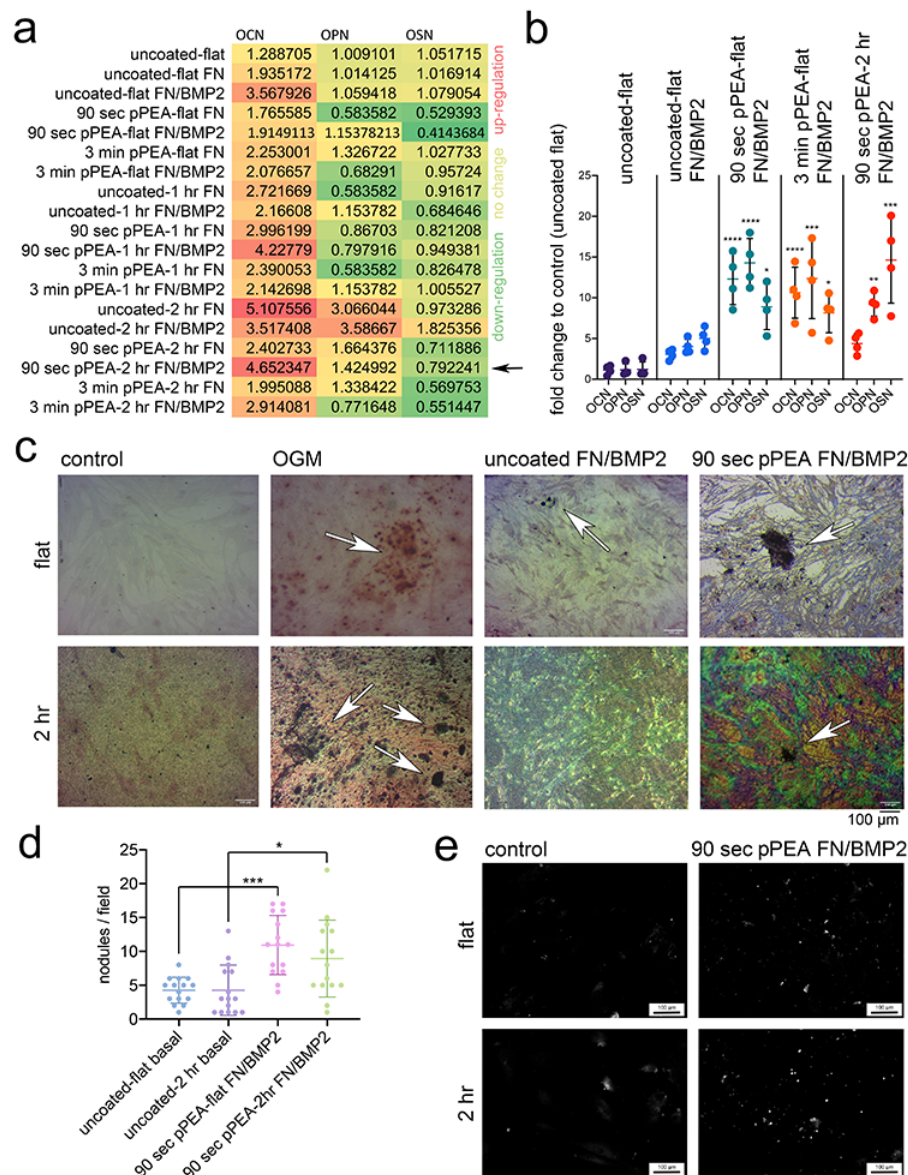 a
OCN OPN OSN
uncoated-flat 1.288705 1.009101 1.051715
uncoated-flat FN 1.935172 1.014125 1.016914
uncoated-flat FN/BMP2 3.567926 1.059418 1.079054
90 sec pPEA-flat FN 1.765585 0.583582 0.529393
90 sec pPEA-flat FN/BMP2 1.9149113 1.15378213 0.4143684
3 min pPEA-flat FN 2.253001 1.326722 1.027733
3 min pPEA-flat FN/BMP2 2.076657 0.68291 0.95724
uncoated-1 hr FN 2.721669 0.583582 0.91617
uncoated-1 hr FN/BMP2 2.16608 1.153782 0.684646
90 sec pPEA-1 hr FN 2.996199 0.86703 0.821208
90 sec pPEA-1 hr FN/BMP2 4.22779 0.797916 0.949381
3 min pPEA-1 hr FN 2.390053 0.583582 0.826478
3 min pPEA-1 hr FN/BMP2 2.142698 1.153782 1.005527
uncoated-2 hr FN 5.107556 3.066044 0.973286
uncoated-2 hr FN/BMP2 3.517408 3.58667 1.825356
90 sec pPEA-2 hr FN 2.402733 1.664376 0.711886
90 sec pPEA-2 hr FN/BMP2 4.652347 1.424992 0.792241
3 min pPEA-2 hr FN 1.995088 1.338422 0.569753
3 min pPEA-2 hr FN/BMP2 2.914081 0.771648 0.551447
up-regulation
no change
down-regulation
b
uncoated-flat
uncoated-flat
FN/BMP2
90 sec pPEA-flat
FN/BMP2
3 min pPEA-flat
FN/BMP2
90 sec pPEA-2 hr
FN/BMP2
fold change to control (uncoated flat)
25
20
15
10
5
0
**** **** *
**** *** *
** ***
OCN OPN OSN OCN OPN OSN OCN OPN OSN OCN OPN OSN OCN OPN OSN
c
control OGM uncoated FN/BMP2 90 sec pPEA FN/BMP2
flat
2 hr
100 µm
d
nodules / field
25
20
15
10
5
0
*
***
uncoated-flat basal
uncoated-2 hr basal
90 sec pPEA-flat FN/BMP2
90 sec pPEA-2hr FN/BMP2
e
control 90 sec pPEA FN/BMP2
flat
100 µm 100 µm
2 hr
100 µm 100 µm